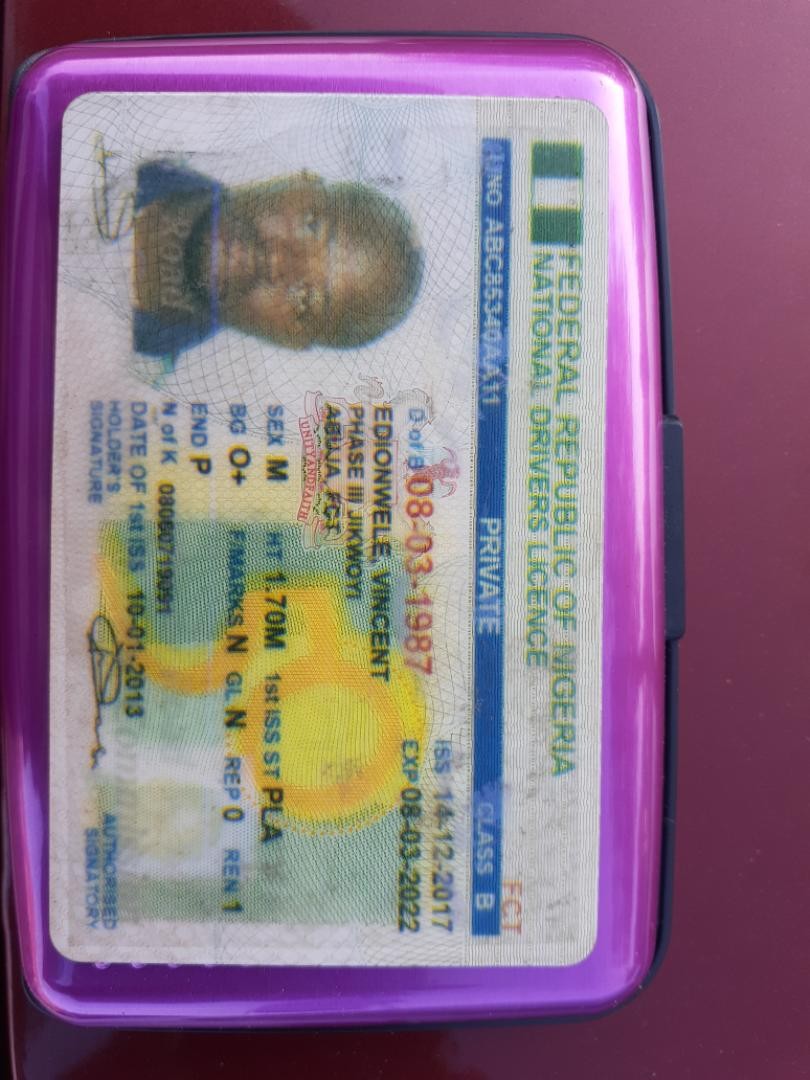 FEDERAL REPUBLIC OF NIGERIA
NATIONAL DRIVERS LICENCE
FCT
L/NO ABC85340AA11 PRIVATE CLASS B
D of B 08-03-1987
ISS 14-12-2017
EXP 08-03-2022
EDIONWELE, VINCENT
PHASE III JIKWOYI
ABUJA FCT
UNITY AND FAITH
SEX M HT 1.70M 1st ISS ST PLA
BG O+ F/MARKS N GL N REP 0 REN 1
END P
N of K
DATE OF 1st ISS 10-01-2013
HOLDER'S
SIGNATURE
AUTHORISED
SIGNATORY
Road